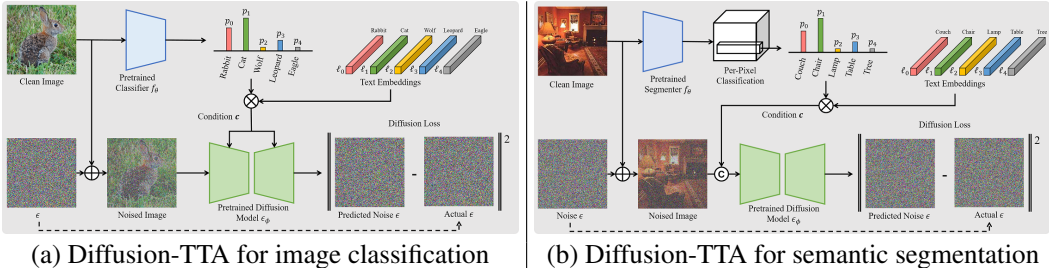 Clean Image
Pretrained
Classifier fθ
p0
p1
p2
p3
p4
Rabbit
Cat
Wolf
Leopard
Eagle
Rabbit
Cat
Wolf
Leopard
Eagle
ℓ0
ℓ1
ℓ2
ℓ3
ℓ4
Text Embeddings
Condition c
Diffusion Loss
2
-
ϵ
Noised Image
Pretrained Diffusion
Model ϵϕ
Predicted Noise ϵ
Actual ϵ
(a) Diffusion-TTA for image classification
Clean Image
Pretrained
Segmenter fθ
Per-Pixel
Classification
p0
p1
p2
p3
p4
Couch
Chair
Lamp
Table
Tree
Couch
Chair
Lamp
Table
Tree
ℓ0
ℓ1
ℓ2
ℓ3
ℓ4
Text Embeddings
Condition c
C
Diffusion Loss
2
-
Noise ϵ
Noised Image
Pretrained Diffusion
Model ϵϕ
Predicted Noise ϵ
Actual ϵ
(b) Diffusion-TTA for semantic segmentation